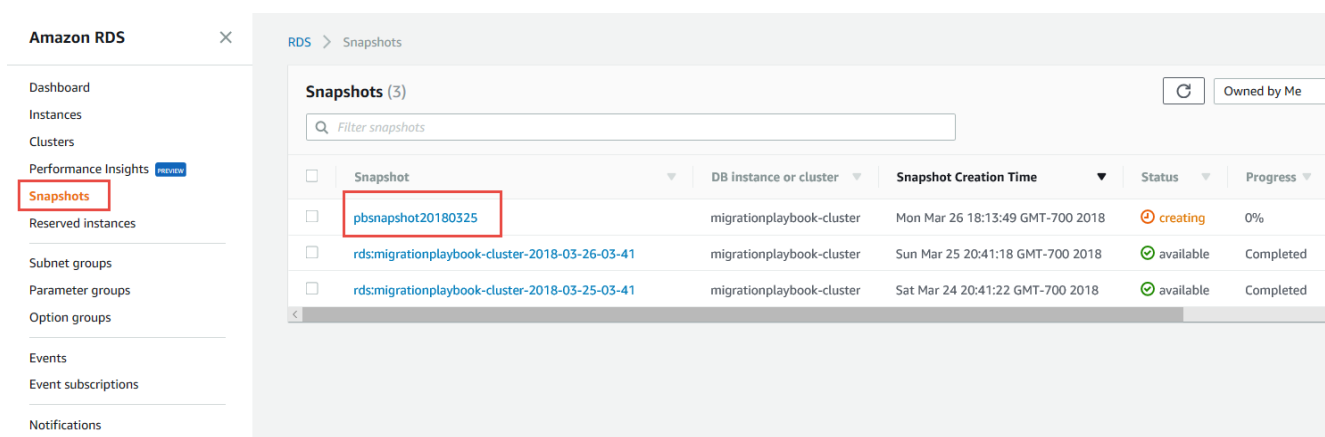 Amazon RDS
Dashboard
Instances
Clusters
Performance Insights PREVIEW
Snapshots
Reserved instances
Subnet groups
Parameter groups
Option groups
Events
Event subscriptions
Notifications
RDS > Snapshots
Snapshots (3)
Owned by Me
Filter snapshots
Snapshot DB instance or cluster Snapshot Creation Time Status Progress
pbsnapshot20180325 migrationplaybook-cluster Mon Mar 26 18:13:49 GMT-700 2018 creating 0%
rds:migrationplaybook-cluster-2018-03-26-03-41 migrationplaybook-cluster Sun Mar 25 20:41:18 GMT-700 2018 available Completed
rds:migrationplaybook-cluster-2018-03-25-03-41 migrationplaybook-cluster Sat Mar 24 20:41:22 GMT-700 2018 available Completed